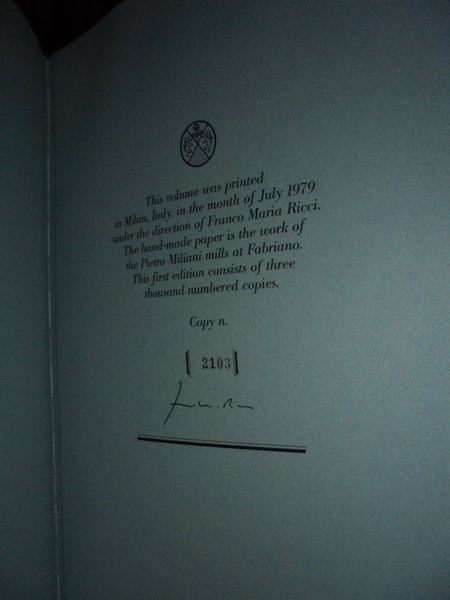 This volume was printed
in Milan, Italy, in the month of July 1979
under the direction of Franco Maria Ricci.
The hand-made paper is the work of
the Pietro Miliani mills at Fabriano.
This first edition consists of three
thousand numbered copies.
Copy n.
2103